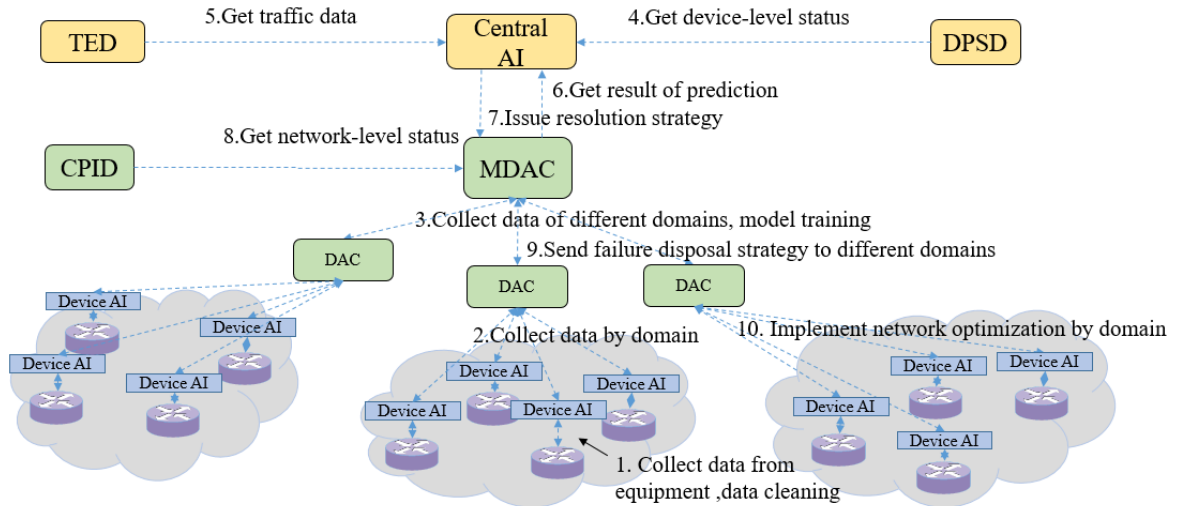 5.Get traffic data
4.Get device-level status
TED
Central
AI
DPSD
6.Get result of prediction
7.Issue resolution strategy
8.Get network-level status
CPID
MDAC
3.Collect data of different domains, model training
9.Send failure disposal strategy to different domains
DAC
DAC
DAC
Device AI
Device AI
Device AI
Device AI
2.Collect data by domain
Device AI
Device AI
Device AI
Device AI
10. Implement network optimization by domain
Device AI
Device AI
Device AI
Device AI
1. Collect data from
equipment ,data cleaning